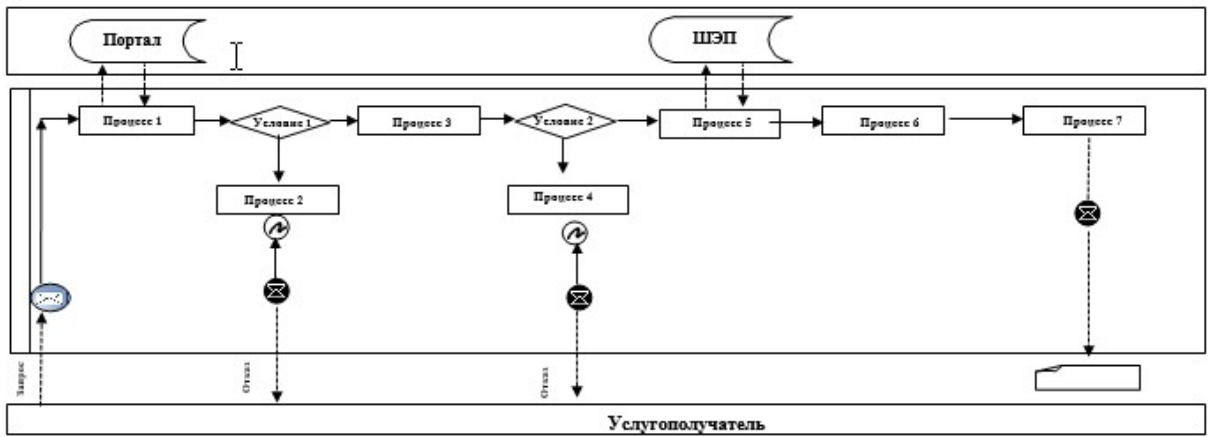 Портал
ШЭП
Процесс 1
Условие 1
Процесс 3
Условие 2
Процесс 5
Процесс 6
Процесс 7
Процесс 2
Процесс 4
Запрос
Отказ
Отказ
Услугополучатель